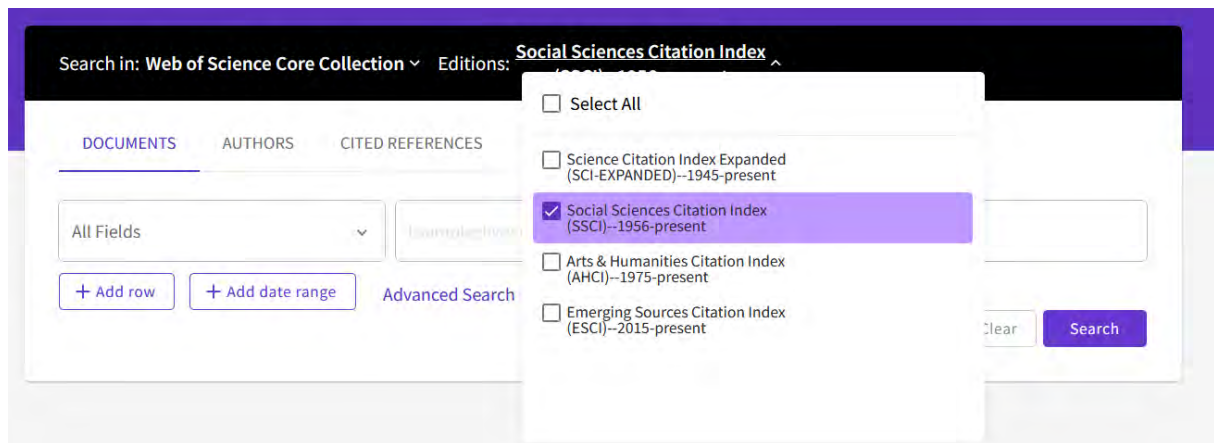 Search in: Web of Science Core Collection Editions: Social Sciences Citation Index
Select All
DOCUMENTS AUTHORS CITED REFERENCES
Science Citation Index Expanded
(SCI-EXPANDED)--1945-present
Social Sciences Citation Index
(SSCI)--1956-present
All Fields
Arts & Humanities Citation Index
(AHCI)--1975-present
+ Add row + Add date range Advanced Search
Emerging Sources Citation Index
(ESCI)--2015-present
Clear Search